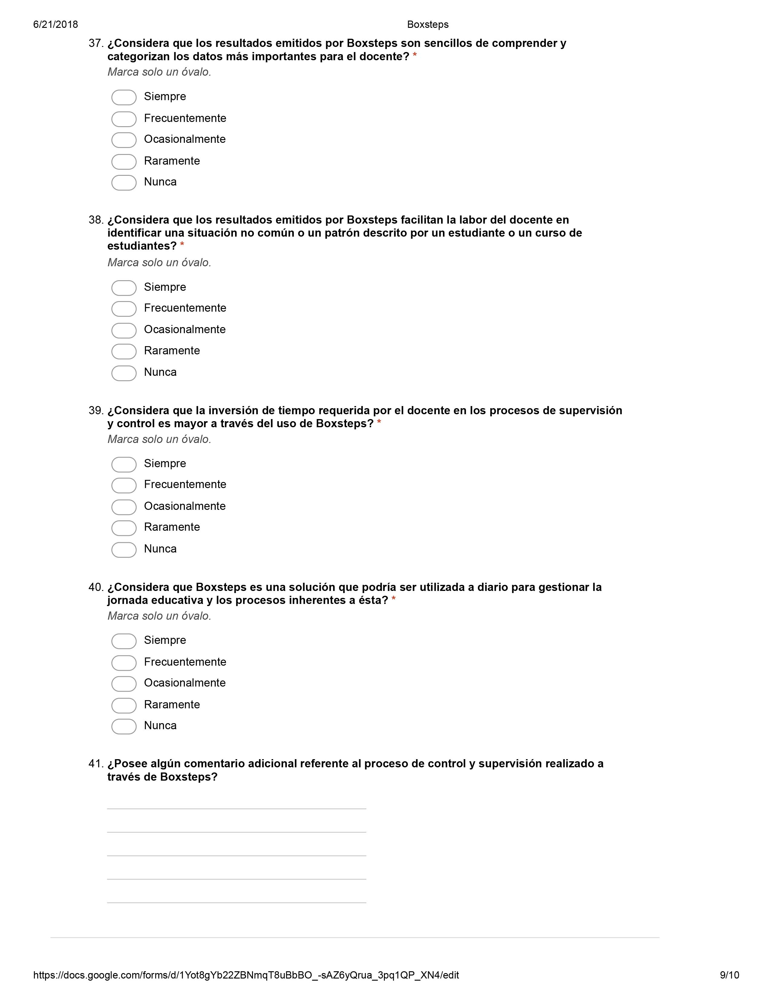 6/21/2018 Boxsteps
37. ¿Considera que los resultados emitidos por Boxsteps son sencillos de comprender y
categorizan los datos más importantes para el docente? *
Marca solo un óvalo.
Siempre
Frecuentemente
Ocasionalmente
Raramente
Nunca
38. ¿Considera que los resultados emitidos por Boxsteps facilitan la labor del docente en
identificar una situación no común o un patrón descrito por un estudiante o un curso de
estudiantes? *
Marca solo un óvalo.
Siempre
Frecuentemente
Ocasionalmente
Raramente
Nunca
39. ¿Considera que la inversión de tiempo requerida por el docente en los procesos de supervisión
y control es mayor a través del uso de Boxsteps? *
Marca solo un óvalo.
Siempre
Frecuentemente
Ocasionalmente
Raramente
Nunca
40. ¿Considera que Boxsteps es una solución que podría ser utilizada a diario para gestionar la
jornada educativa y los procesos inherentes a ésta? *
Marca solo un óvalo.
Siempre
Frecuentemente
Ocasionalmente
Raramente
Nunca
41. ¿Posee algún comentario adicional referente al proceso de control y supervisión realizado a
través de Boxsteps?
https://docs.google.com/forms/d/1Yot8gYb22ZBNmqT8uBbBO_-sAZ6yQrua_3pq1QP_XN4/edit 9/10